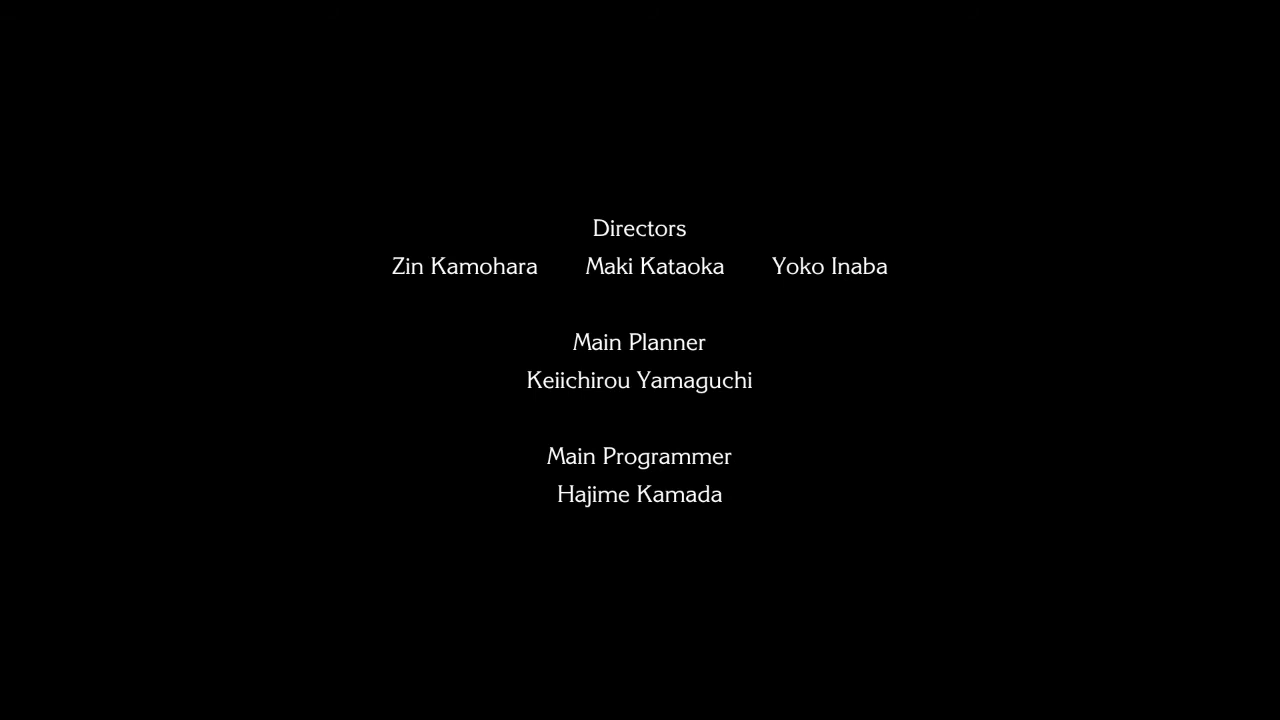 Directors
Zin Kamohara Maki Kataoka Yoko Inaba
Main Planner
Keiichirou Yamaguchi
Main Programmer
Hajime Kamada